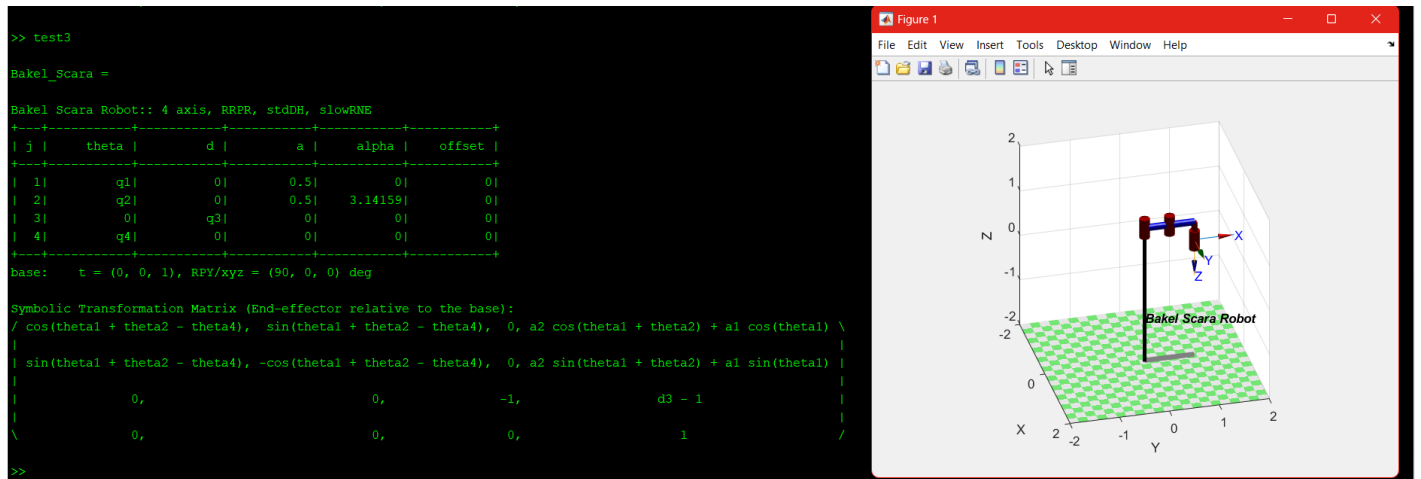 >> test3
Bakel_Scara =
Bakel Scara Robot:: 4 axis, RRPR, stdDH, slowRNE
+---+-----------+-----------+-----------+-----------+-----------+
| j |     theta |         d |         a |     alpha |    offset |
+---+-----------+-----------+-----------+-----------+-----------+
|  1|         q1|          0|        0.5|          0|          0|
|  2|         q2|          0|        0.5|    3.14159|          0|
|  3|          0|         q3|          0|          0|          0|
|  4|         q4|          0|          0|          0|          0|
+---+-----------+-----------+-----------+-----------+-----------+
base:    t = (0, 0, 1), RPY/xyz = (90, 0, 0) deg
Symbolic Transformation Matrix (End-effector relative to the base):
/ cos(theta1 + theta2 - theta4),  sin(theta1 + theta2 - theta4),  0, a2 cos(theta1 + theta2) + a1 cos(theta1) \
|                                                                                                             |
| sin(theta1 + theta2 - theta4), -cos(theta1 + theta2 - theta4),  0, a2 sin(theta1 + theta2) + a1 sin(theta1) |
|                                                                                                             |
|               0,                              0,               -1,                  d3 - 1                  |
|                                                                                                             |
\               0,                              0,                0,                    1                     /
>>
Figure 1
File Edit View Insert Tools Desktop Window Help
2
1
0
-1
-2
Z
X
Y
Z
Bakel Scara Robot
-2
0
2
X
-2
-1
0
1
2
Y